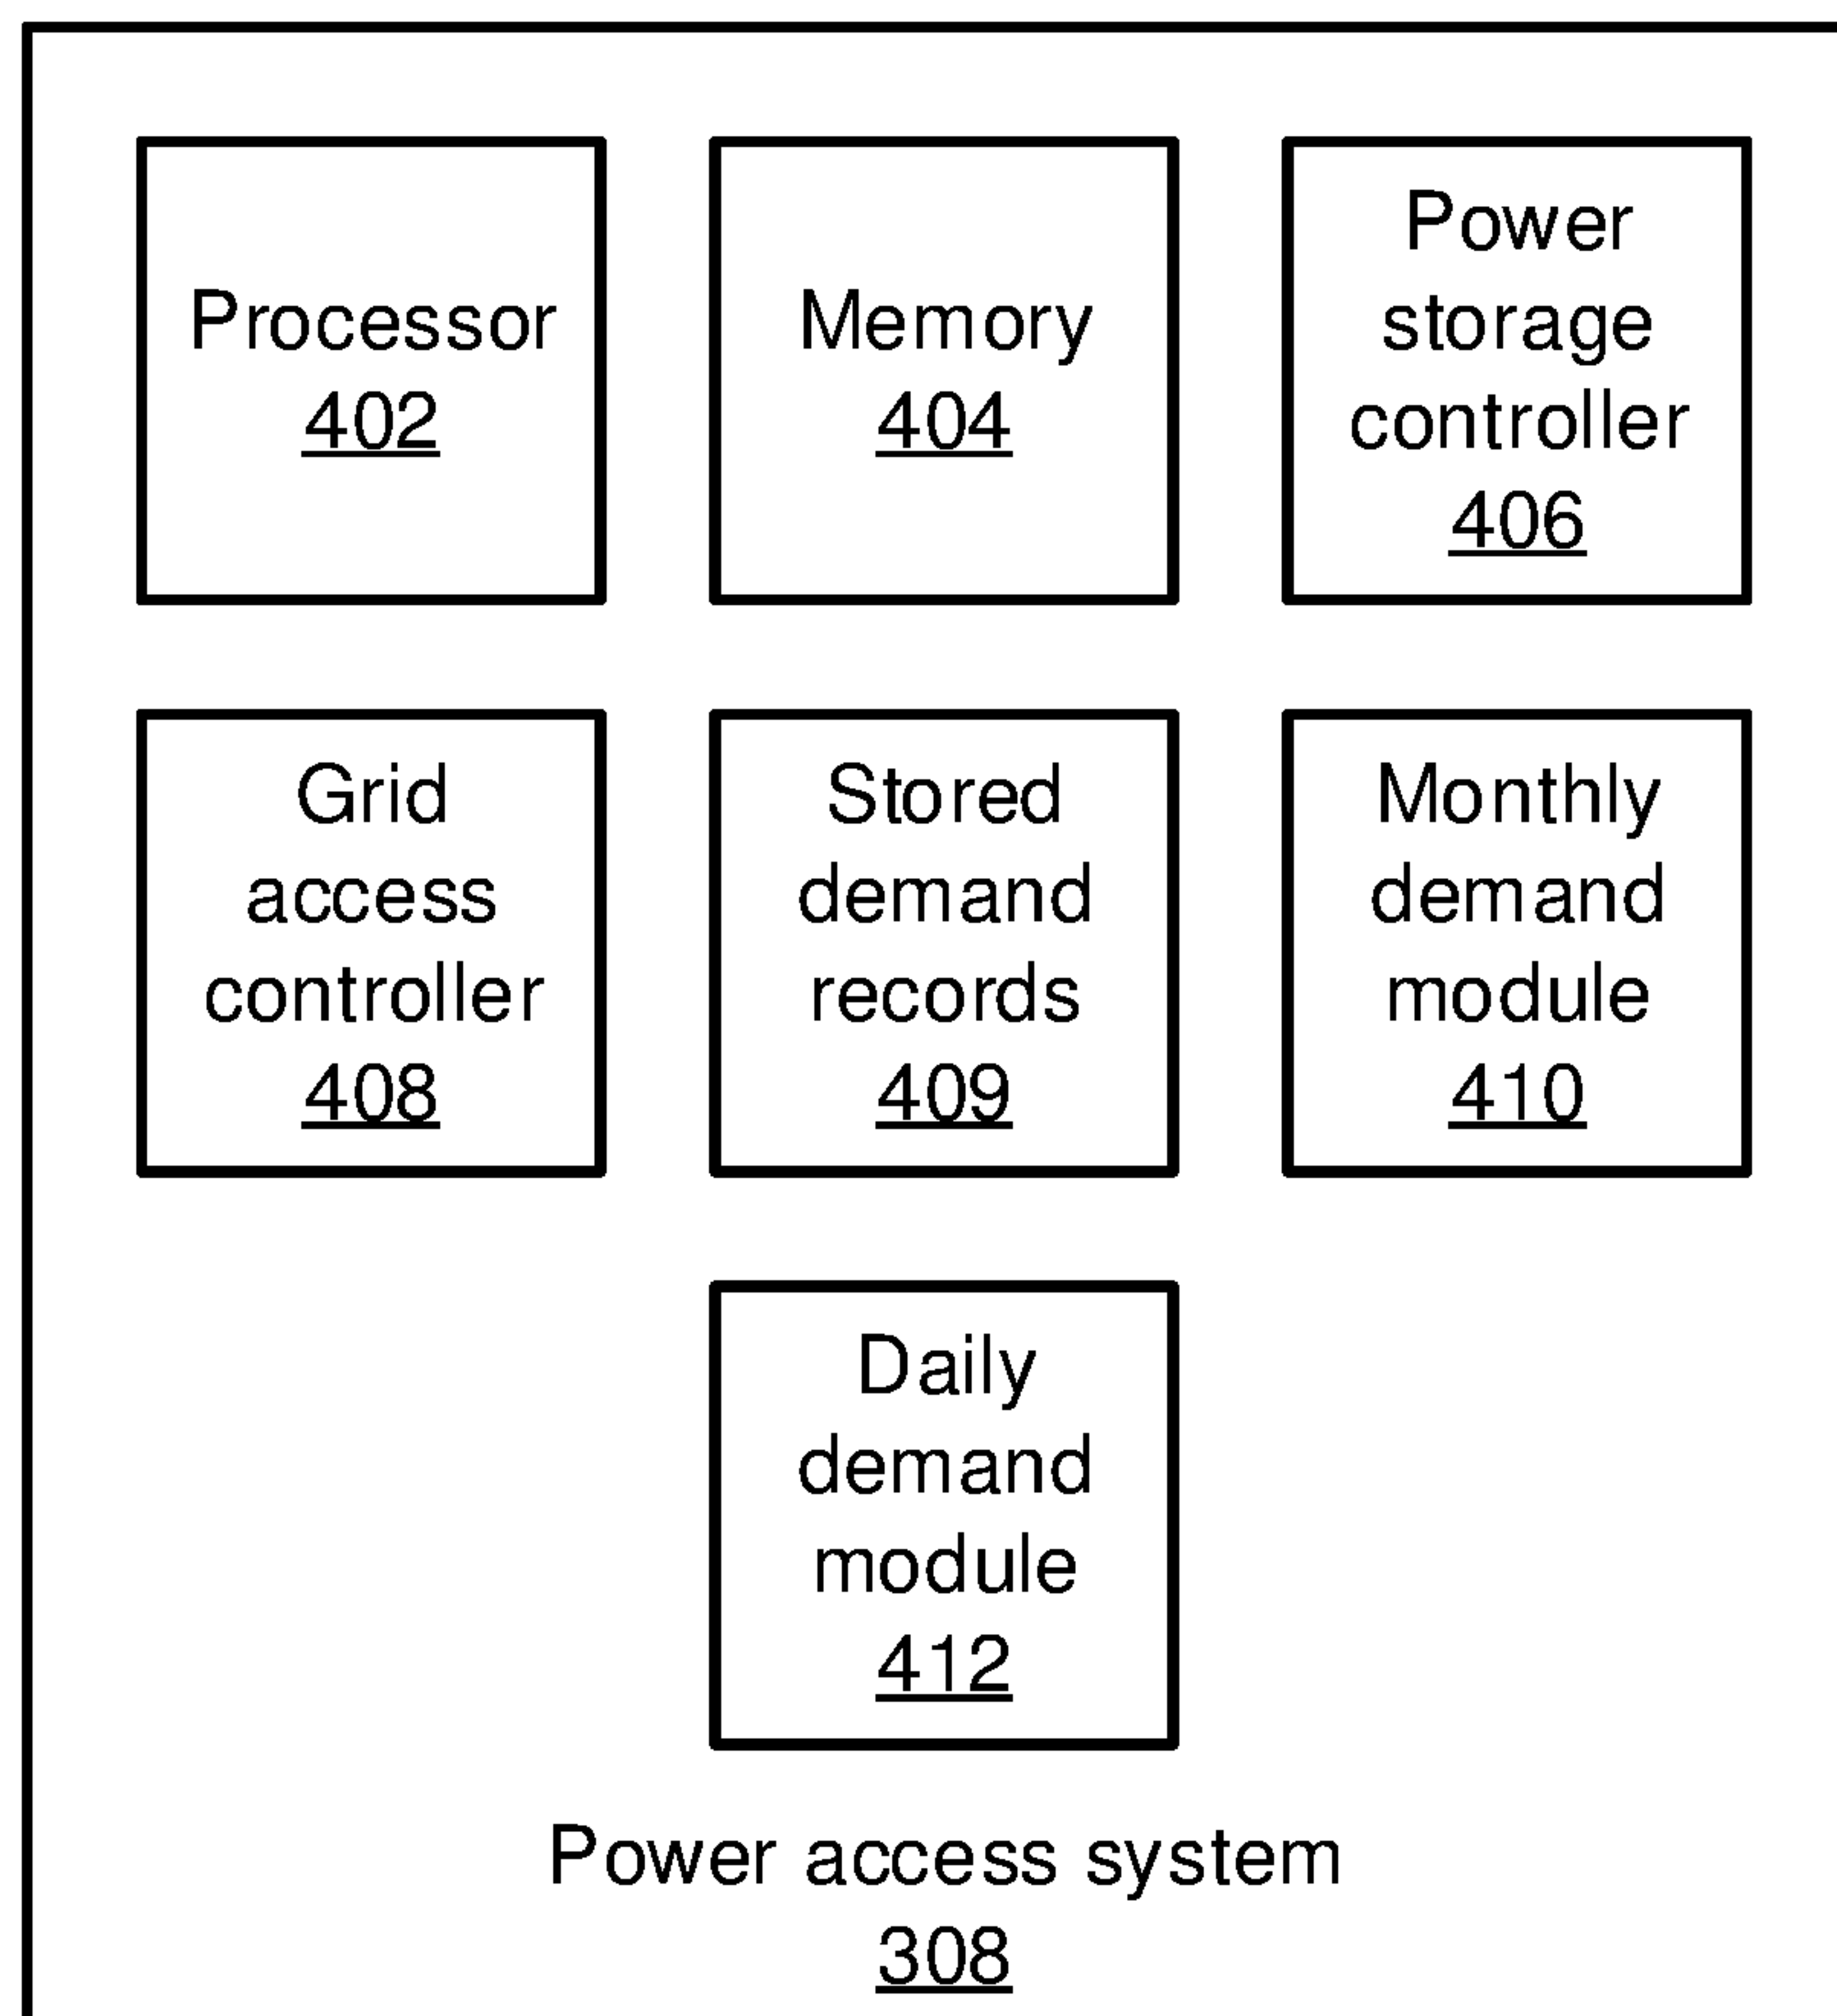 Processor
402
Memory
404
Power
storage
controller
406
Grid
access
controller
408
Stored
demand
records
409
Monthly
demand
module
410
Daily
demand
module
412
Power access system
308